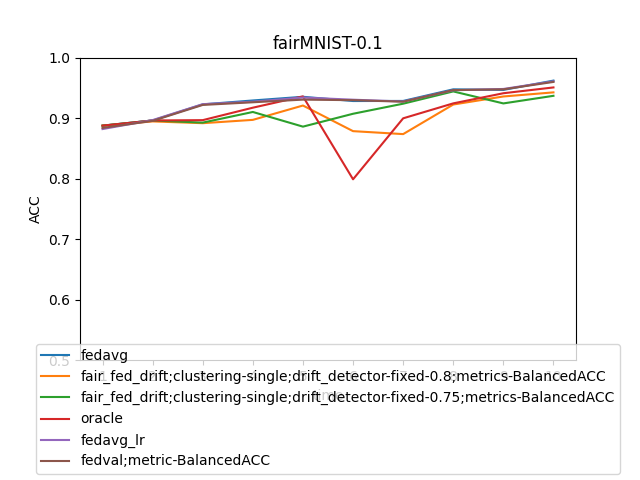 fairMNIST-0.1
1.0
0.9
0.8
0.7
0.6
0.5
ACC
fedavg
fair_fed_drift;clustering-single;drift_detector-fixed-0.8;metrics-BalancedACC
fair_fed_drift;clustering-single;drift_detector-fixed-0.75;metrics-BalancedACC
oracle
fedavg_lr
fedval;metric-BalancedACC